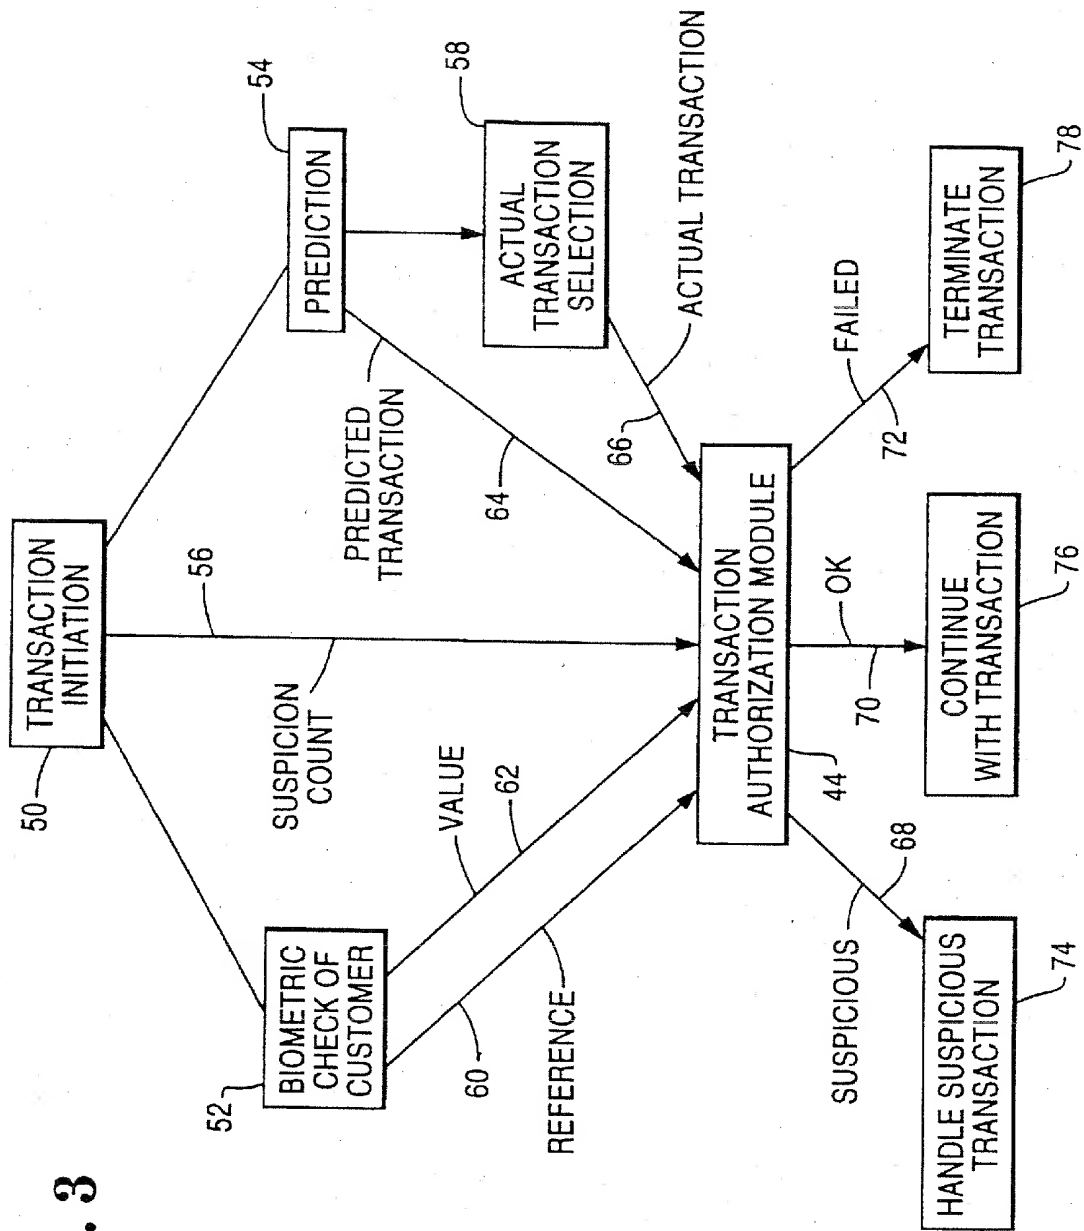 . 3
50
TRANSACTION
INITIATION
52
BIOMETRIC
CHECK OF
CUSTOMER
SUSPICION
COUNT
56
PREDICTION
54
VALUE
62
60
REFERENCE
PREDICTED
TRANSACTION
64
ACTUAL
TRANSACTION
SELECTION
58
66
ACTUAL TRANSACTION
TRANSACTION
AUTHORIZATION MODULE
44
SUSPICIOUS
68
70
OK
72
FAILED
HANDLE SUSPICIOUS
TRANSACTION
74
CONTINUE
WITH TRANSACTION
76
TERMINATE
TRANSACTION
78